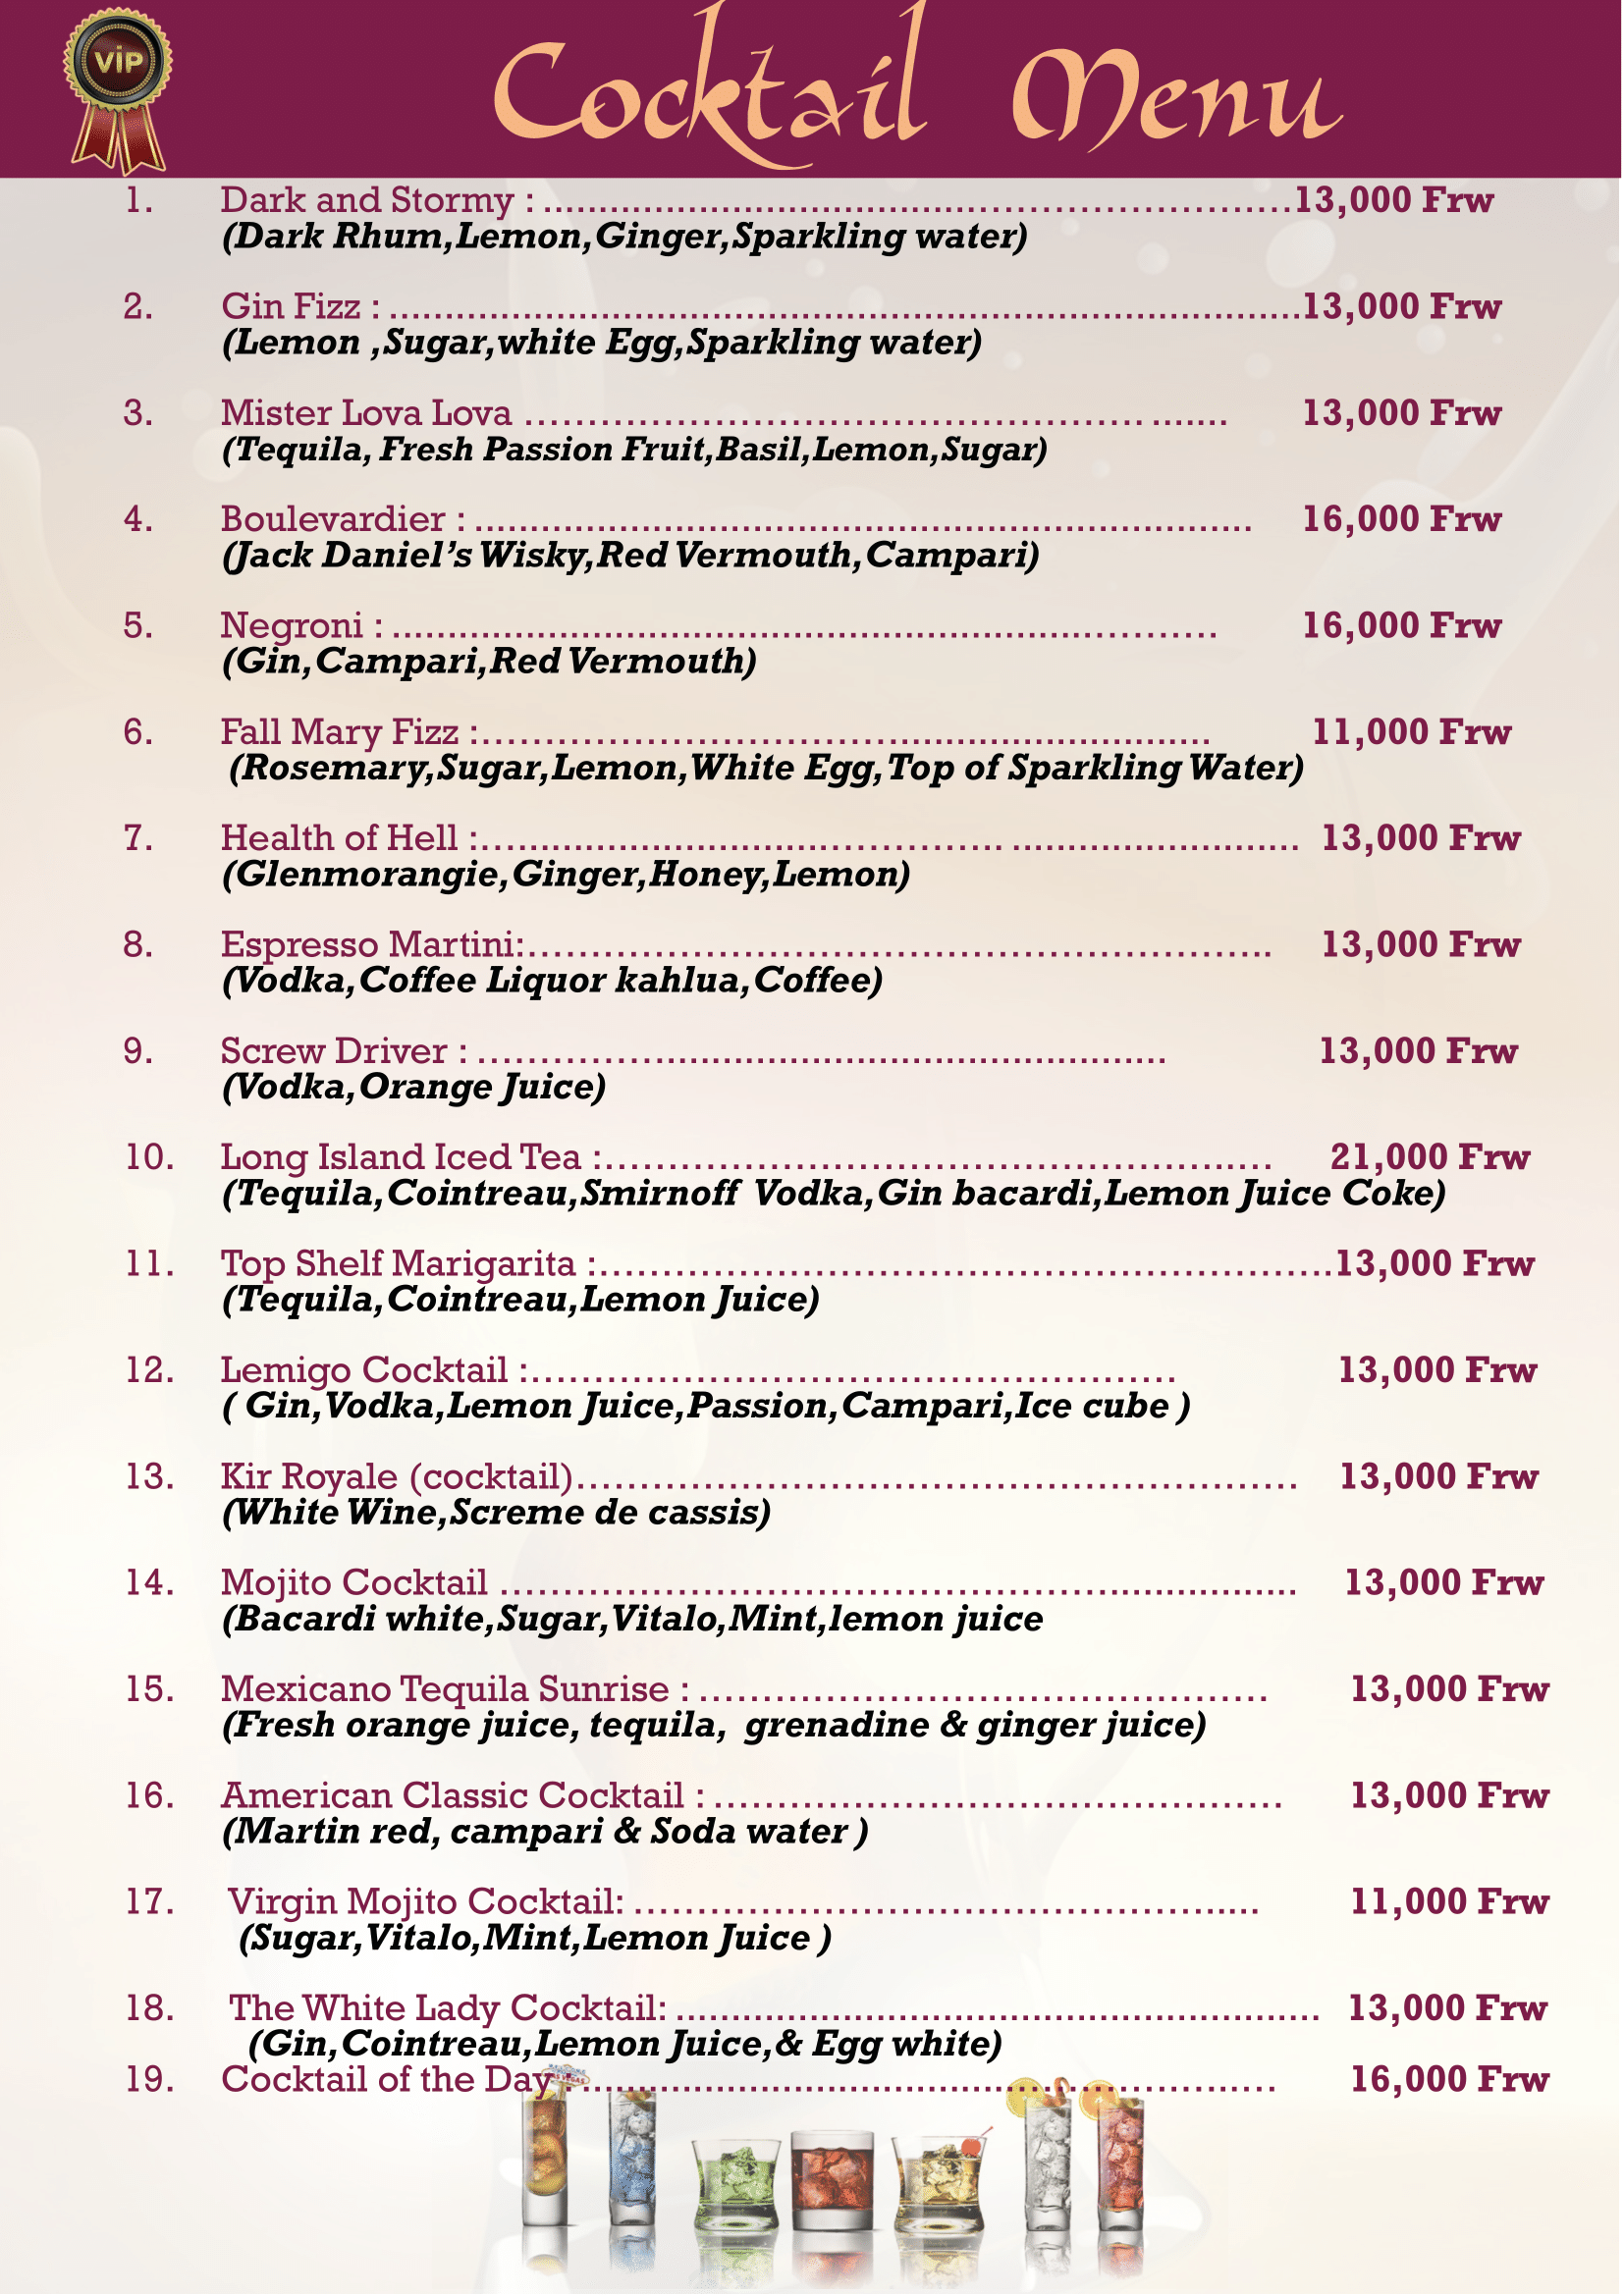 VİP
Cocktail Menu
1. Dark and Stormy : ........................................................................13,000 Frw
(Dark Rhum,Lemon,Ginger,Sparkling water)
2. Gin Fizz : ........................................................................................13,000 Frw
(Lemon ,Sugar,white Egg,Sparkling water)
3. Mister Lova Lova ............................................................ 13,000 Frw
(Tequila, Fresh Passion Fruit,Basil,Lemon,Sugar)
4. Boulevardier : ...................................................................... 16,000 Frw
(Jack Daniel’s Wisky,Red Vermouth,Campari)
5. Negroni : .......................................................................... 16,000 Frw
(Gin,Campari,Red Vermouth)
6. Fall Mary Fizz :................................................................ 11,000 Frw
(Rosemary,Sugar,Lemon,White Egg,Top of Sparkling Water)
7. Health of Hell :................................................ .......................... 13,000 Frw
(Glenmorangie,Ginger,Honey,Lemon)
8. Espresso Martini:............................................................ 13,000 Frw
(Vodka,Coffee Liquor kahlua,Coffee)
9. Screw Driver : ............................................................ 13,000 Frw
(Vodka,Orange Juice)
10. Long Island Iced Tea :...................................................... 21,000 Frw
(Tequila,Cointreau,Smirnoff Vodka,Gin bacardi,Lemon Juice Coke)
11. Top Shelf Marigarita :............................................................13,000 Frw
(Tequila,Cointreau,Lemon Juice)
12. Lemigo Cocktail :.................................................... 13,000 Frw
( Gin,Vodka,Lemon Juice,Passion,Campari,Ice cube )
13. Kir Royale (cocktail).......................................................... 13,000 Frw
(White Wine,Screme de cassis)
14. Mojito Cocktail .................................................................. 13,000 Frw
(Bacardi white,Sugar,Vitalo,Mint,lemon juice
15. Mexicano Tequila Sunrise : .............................................. 13,000 Frw
(Fresh orange juice, tequila, grenadine & ginger juice)
16. American Classic Cocktail : .............................................. 13,000 Frw
(Martin red, campari & Soda water )
17. Virgin Mojito Cocktail: .................................................. 11,000 Frw
(Sugar,Vitalo,Mint,Lemon Juice )
18. The White Lady Cocktail: .......................................................... 13,000 Frw
(Gin,Cointreau,Lemon Juice,& Egg white)
19. Cocktail of the Day : .............................................................. 16,000 Frw